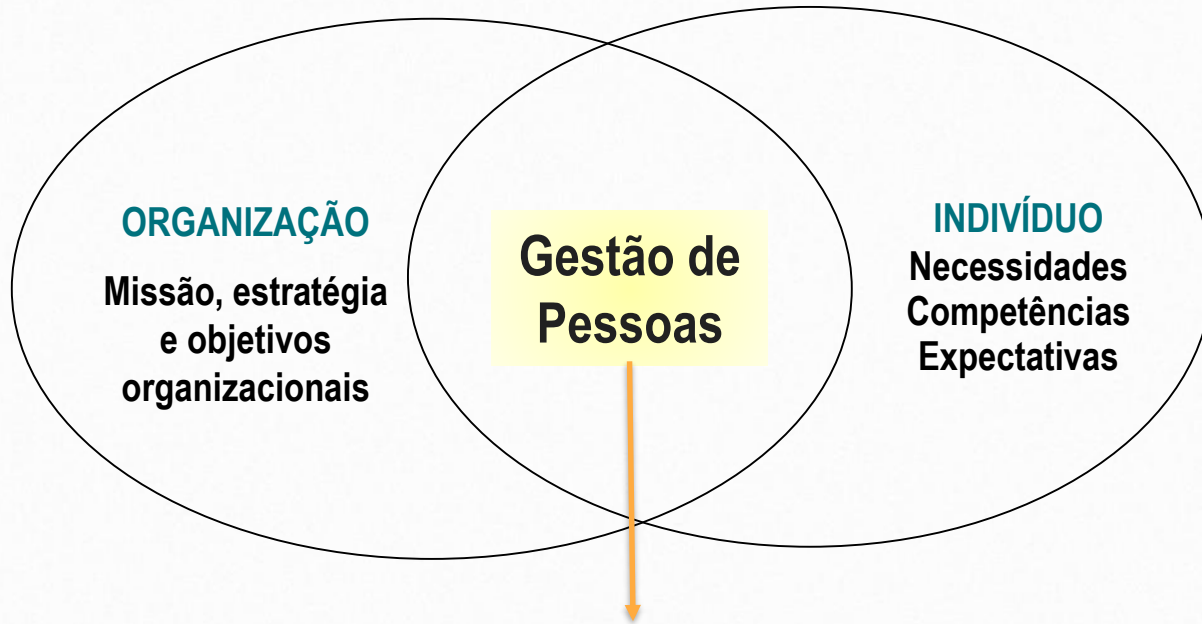 ORGANIZAÇÃO
Missão, estratégia
e objetivos
organizacionais
Gestão de
Pessoas
INDIVÍDUO
Necessidades
Competências
Expectativas